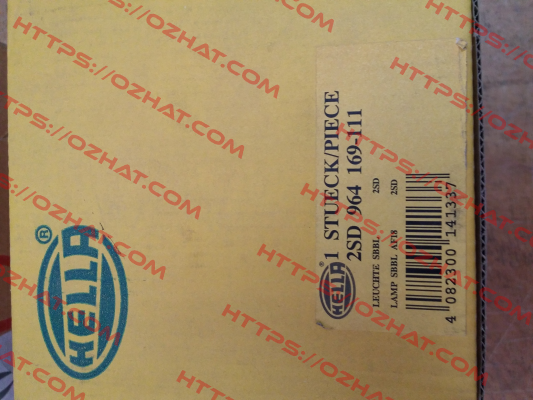 HELLA
®
HELLA
1 STUECK/PIECE
2SD 964 169-111
LEUCHTE SBBL 2SD
LAMP SBBL AF18 2SD
4 082300 141337
HTTPS://OZHAT.COM
HTTPS://OZHAT.COM
HTTPS://OZHAT.COM
HTTPS://OZHAT.COM
HTTPS://OZHAT.COM
HTTPS://OZHAT.COM
HTTPS://OZHAT.COM